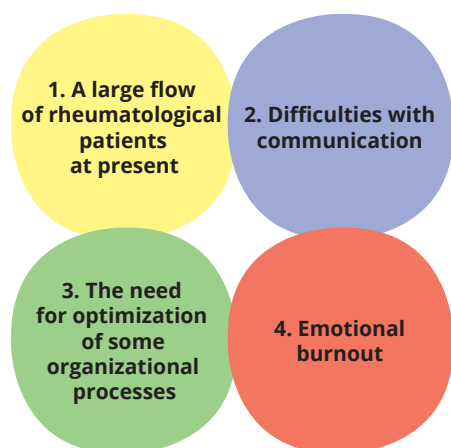 1. A large flow
of rheumatological
patients
at present
2. Difficulties with
communication
3. The need
for optimization
of some
organizational
processes
4. Emotional
burnout